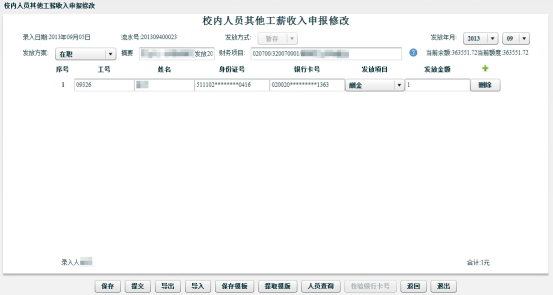 校内人员其他工薪收入申报修改
校内人员其他工薪收入申报修改
录入日期:2013年09月05日 流水号:201309400023 发放方式: 暂存 发放年月: 2013 09
发放方案: 在职 摘要 发放20 财务项目: 020700/320700001 当前余额:363551.72当前额度:363551.72
序号 工号 姓名 身份证号 银行卡号 发放项目 发放金额
1 09326 511102********0416 020020*********1363 酬金 1 删除
录入人 合计:1元
保存 提交 导出 导入 保存模板 提取模版 人员查询 校验银行卡号 返回 退出